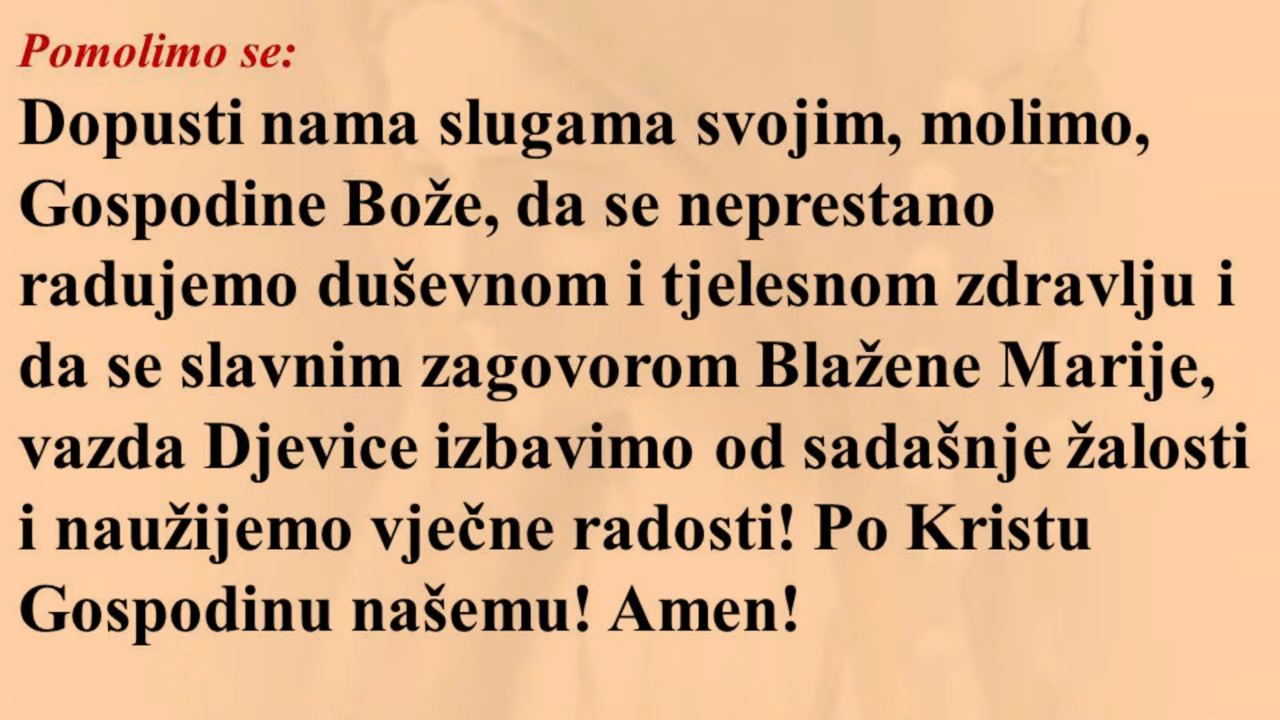 Pomolimo se:
Dopusti nama slugama svojim, molimo,
Gospodine Bože, da se neprestano
radujemo duševnom i tjelesnom zdravlju i
da se slavnim zagovorom Blažene Marije,
vazda Djevice izbavimo od sadašnje žalosti
i naužijemo vječne radosti! Po Kristu
Gospodinu našemu! Amen!